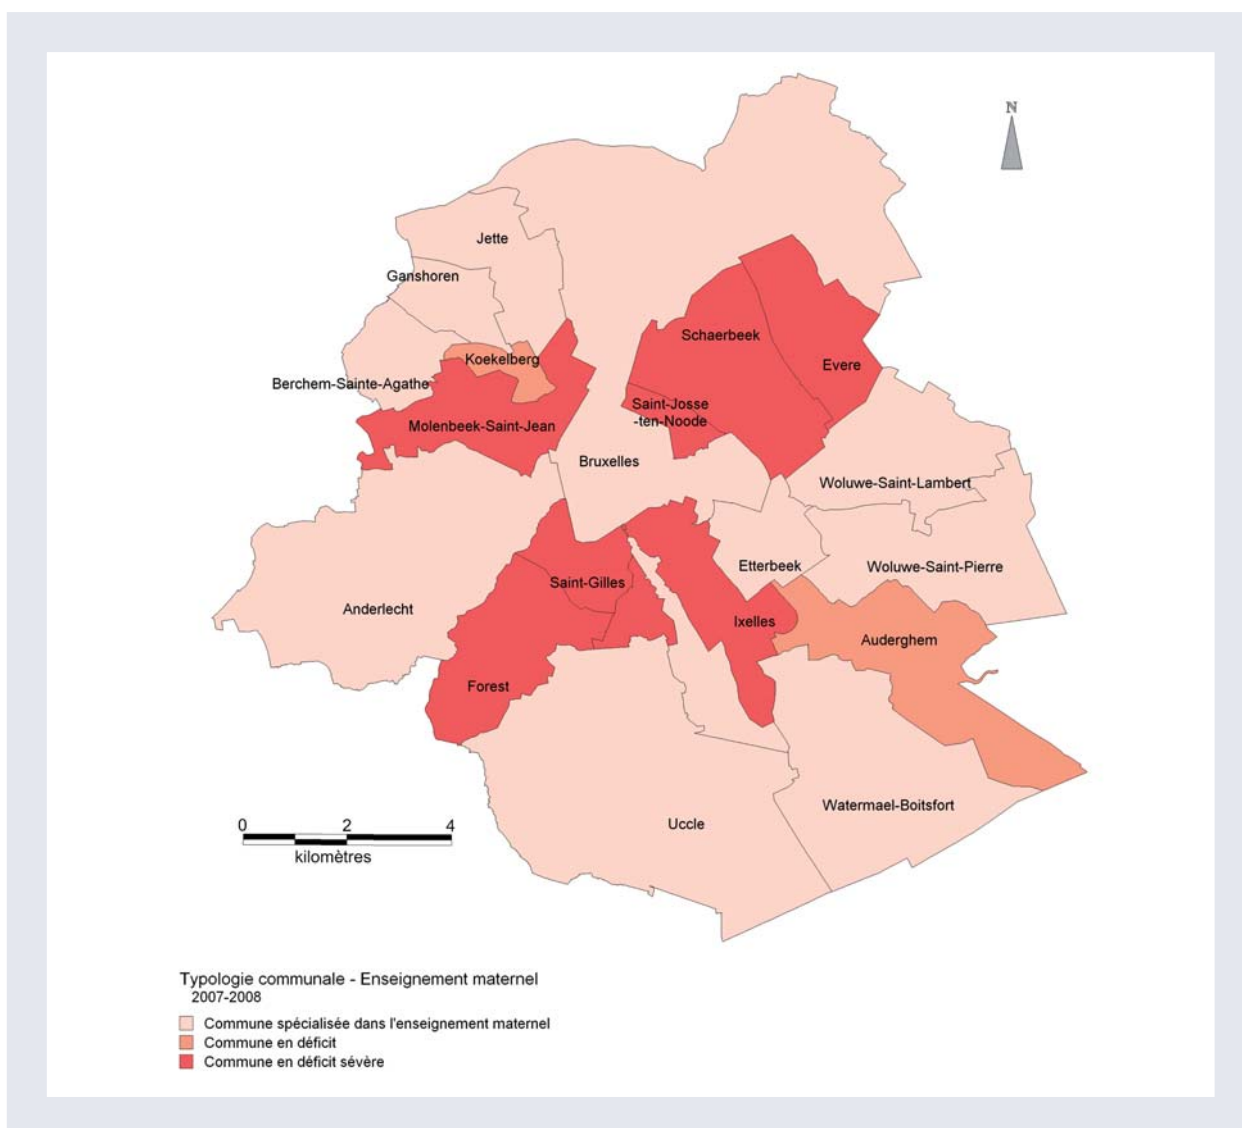 N
Jette
Ganshoren
Schaerbeek
Koekelberg
Evere
Berchem-Sainte-Agathe
Saint-Josse
-ten-Noode
Molenbeek-Saint-Jean
Bruxelles
Woluwe-Saint-Lambert
Etterbeek
Woluwe-Saint-Pierre
Saint-Gilles
Anderlecht
Ixelles
Auderghem
Forest
Watermael-Boitsfort
Uccle
0 2 4
kilomètres
Typologie communale - Enseignement maternel
2007-2008
Commune spécialisée dans l'enseignement maternel
Commune en déficit
Commune en déficit sévère